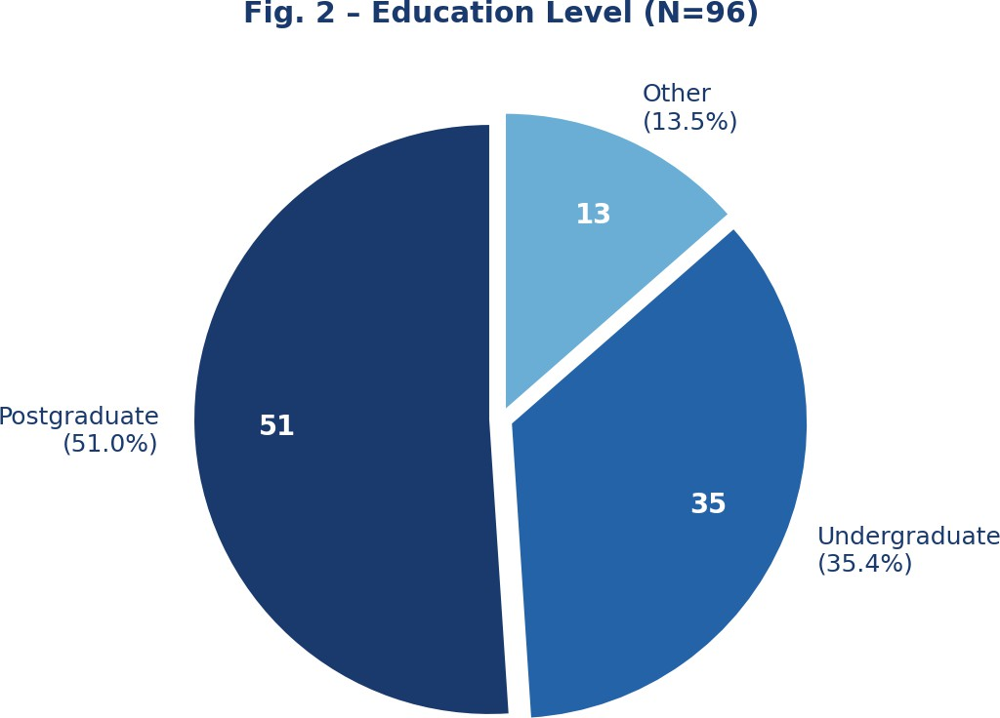 Fig. 2 – Education Level (N=96)
Other
(13.5%)
13
Postgraduate
(51.0%)
51
35
Undergraduate
(35.4%)